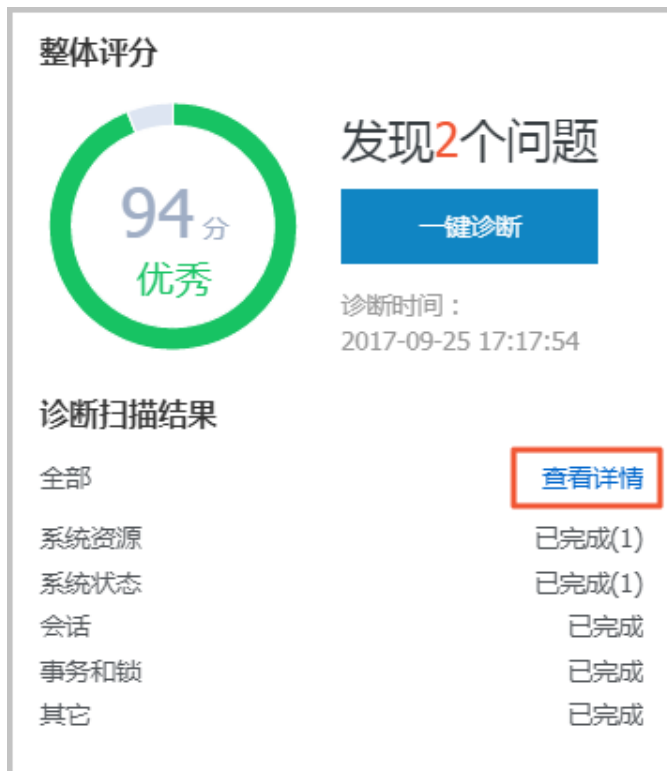 整体评分
94分
优秀
发现2个问题
一键诊断
诊断时间：
2017-09-25 17:17:54
诊断扫描结果
全部 查看详情
系统资源 已完成(1)
系统状态 已完成(1)
会话 已完成
事务和锁 已完成
其它 已完成